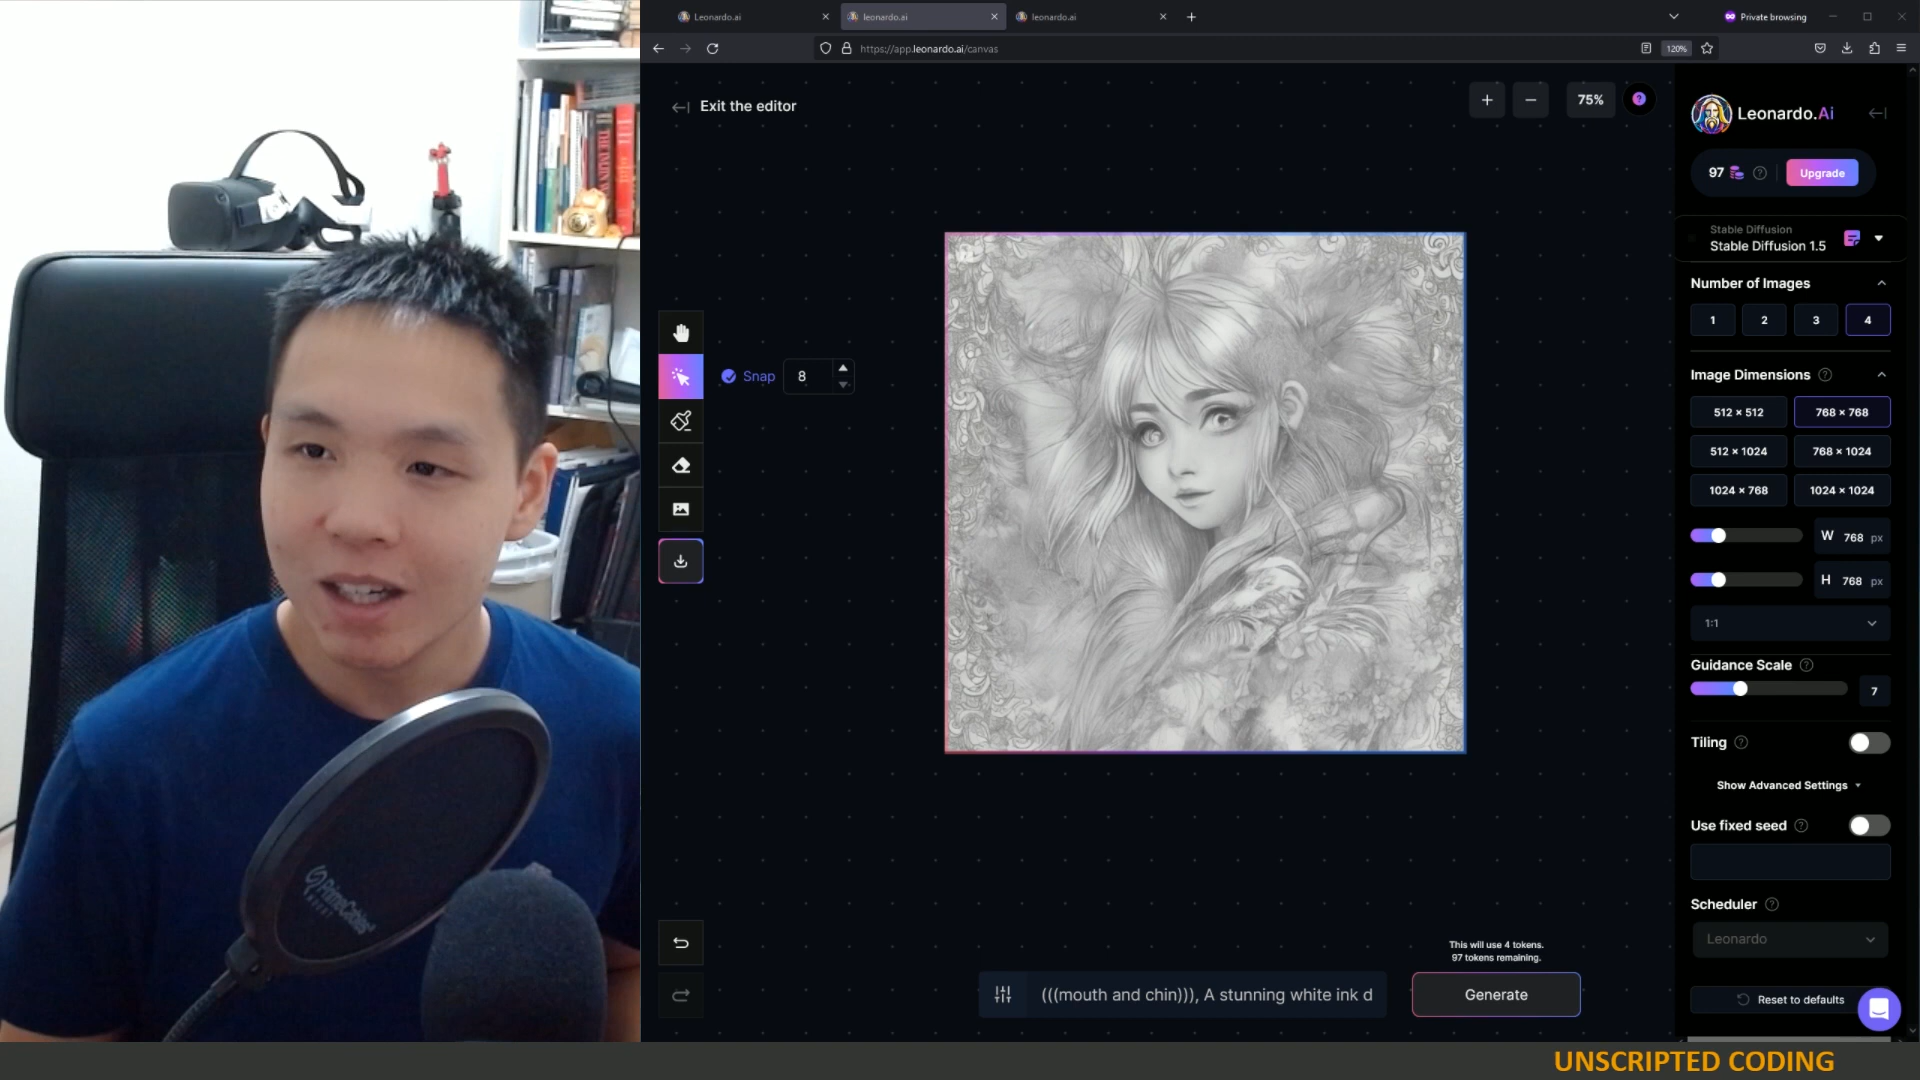 Leonardo.ai
leonardo.ai
leonardo.ai
Private browsing
https://app.leonardo.ai/canvas
120%
Exit the editor
75%
?
Leonardo.Ai
97
Upgrade
Stable Diffusion
Stable Diffusion 1.5
Number of Images
1 2 3 4
Image Dimensions
512 × 512 768 × 768
512 × 1024 768 × 1024
1024 × 768 1024 × 1024
W 768 px
H 768 px
1:1
Guidance Scale
7
Tiling
Show Advanced Settings
Use fixed seed
Scheduler
Leonardo
Reset to defaults
Snap 8
This will use 4 tokens.
97 tokens remaining.
(((mouth and chin))), A stunning white ink d
Generate
PrimeCables
UNSCRIPTED CODING